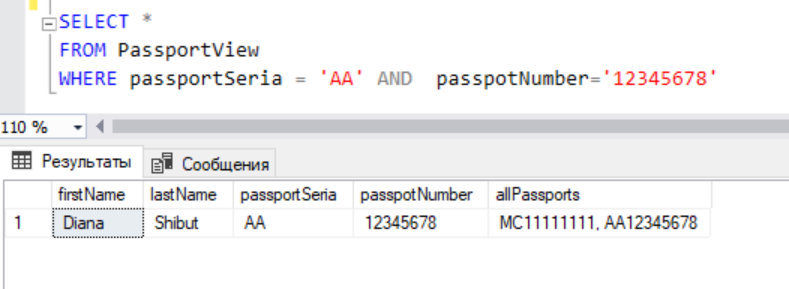 SELECT *
FROM PassportView
WHERE passportSeria = 'AA' AND  passpotNumber='12345678'
110 %
Результаты Сообщения
firstName lastName passportSeria passpotNumber allPassports
1 Diana Shibut AA 12345678 MC11111111, AA12345678